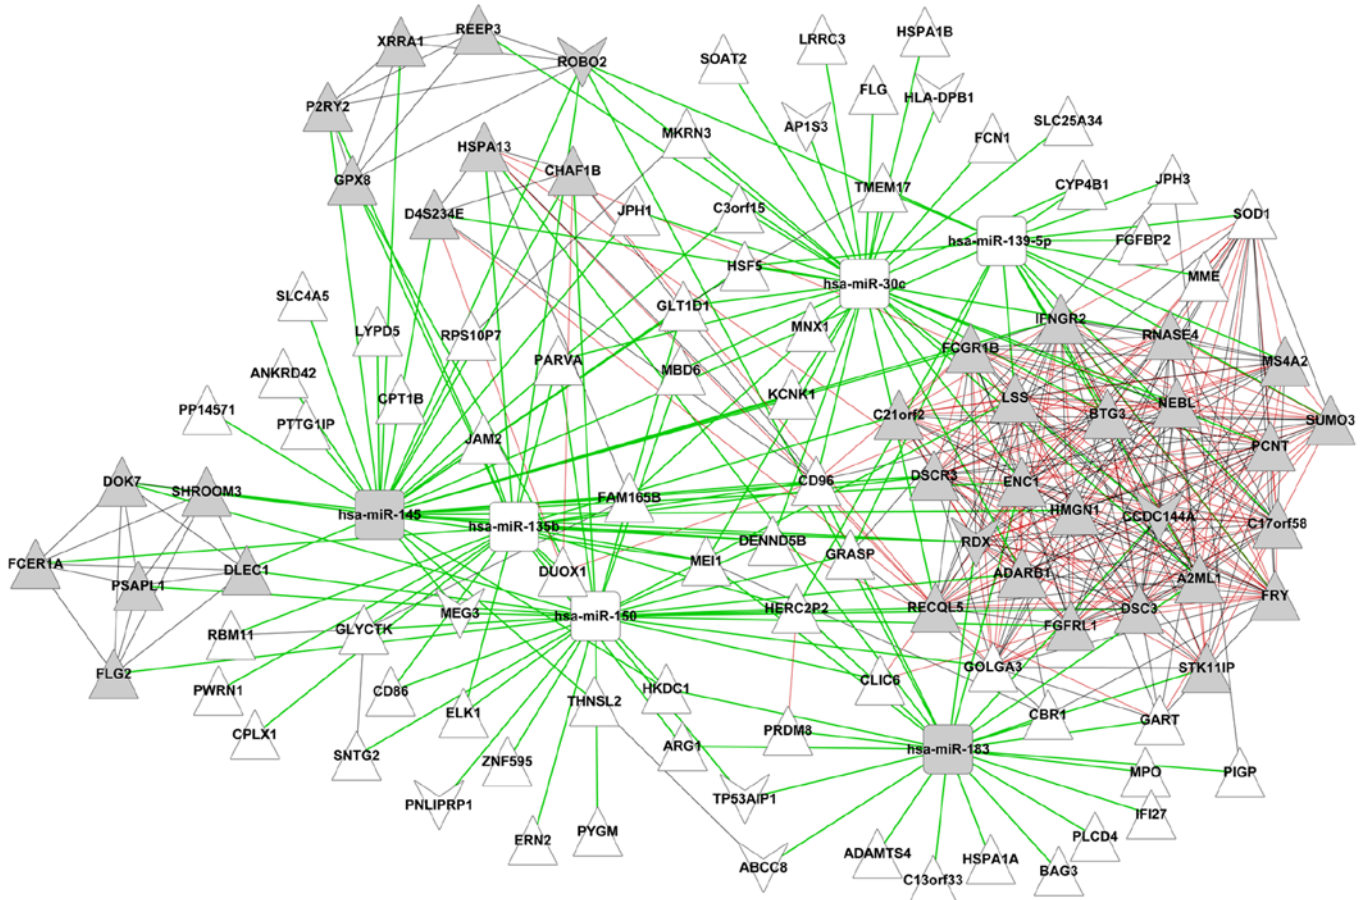 REEP3
XRRA1
ROBO2
P2RY2
GPX8
HSPA13
CHAF1B
D4S234E
SOAT2
LRRC3
HSPA1B
FLG
HLA-DPB1
AP1S3
MKRN3
FCN1
SLC25A34
TMEM17
CYP4B1
JPH3
JPH1
C3orf15
SOD1
hsa-miR-139-5p
FGFBP2
HSF5
hsa-miR-30c
MME
SLC4A5
GLT1D1
LYPD5
RPS10P7
MNX1
IFNGR2
RNASE4
FCGR1B
PARVA
MBD6
MS4A2
ANKRD42
CPT1B
KCNK1
LSS
NEBL
C21orf2
BTG3
SUMO3
PP14571
PTTG1IP
JAM2
PCNT
DOK7
SHROOM3
CD96
DSCR3
ENC1
FAM165B
hsa-miR-145
hsa-miR-135b
HMGN1
CCDC144A
C17orf58
DENND5B
RDX
FCER1A
PSAPL1
DLEC1
DUOX1
MEI1
GRASP
ADARB1
A2ML1
FRY
MEG3
hsa-miR-150
HERC2P2
RECQL5
DSC3
RBM11
GLYCTK
FGFRL1
FLG2
GOLGA3
STK11IP
PWRN1
CD86
THNSL2
HKDC1
CLIC6
CPLX1
ELK1
CBR1
GART
SNTG2
ZNF595
ARG1
PRDM8
hsa-miR-183
MPO
PIGP
PNLIPRP1
TP53AIP1
IFI27
ERN2
PYGM
PLCD4
ABCC8
ADAMTS4
HSPA1A
C13orf33
BAG3